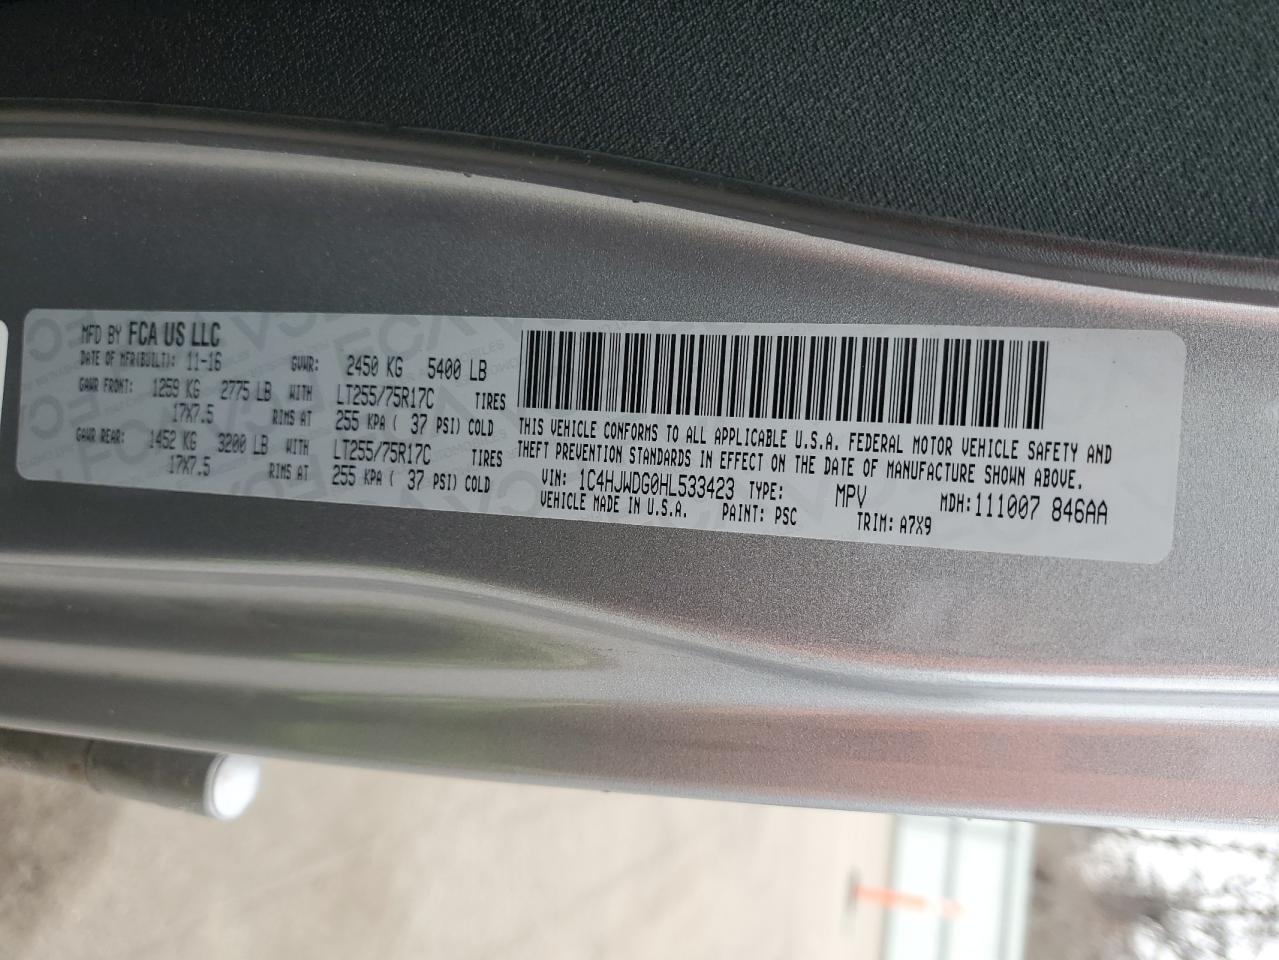 MFD BY FCA US LLC
DATE OF MFR(BUILT): 11-16 GVWR: 2450 KG 5400 LB
GAWR FRONT: 1259 KG 2775 LB WITH LT255/75R17C TIRES
17X7.5 RIMS AT 255 KPA ( 37 PSI) COLD
GAWR REAR: 1452 KG 3200 LB WITH LT255/75R17C TIRES
17X7.5 RIMS AT 255 KPA ( 37 PSI) COLD
THIS VEHICLE CONFORMS TO ALL APPLICABLE U.S.A. FEDERAL MOTOR VEHICLE SAFETY AND
THEFT PREVENTION STANDARDS IN EFFECT ON THE DATE OF MANUFACTURE SHOWN ABOVE.
VIN: 1C4HJWDG0HL533423 TYPE: MPV MDH:111007 846AA
VEHICLE MADE IN U.S.A. PAINT: PSC TRIM: A7X9